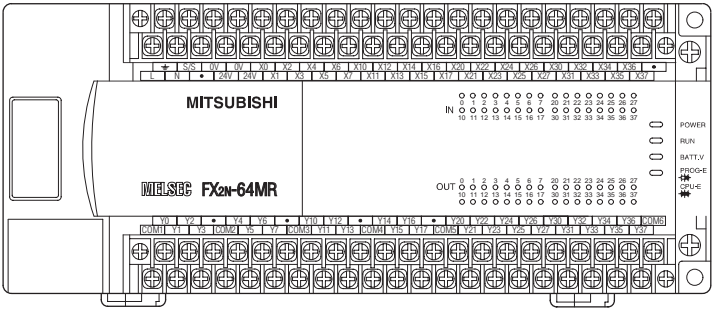 S/S 0V 0V X0 X2 X4 X6 X10 X12 X14 X16 X20 X22 X24 X26 X30 X32 X34 X36 •
L N • 24V 24V X1 X3 X5 X7 X11 X13 X15 X17 X21 X23 X25 X27 X31 X33 X35 X37
MITSUBISHI
0 1 2 3 4 5 6 7 20 21 22 23 24 25 26 27
IN
10 11 12 13 14 15 16 17 30 31 32 33 34 35 36 37
POWER
RUN
BATT.V
PROG-E
CPU-E
MELSEC FX2N-64MR
0 1 2 3 4 5 6 7 20 21 22 23 24 25 26 27
OUT
10 11 12 13 14 15 16 17 30 31 32 33 34 35 36 37
Y0 Y2 • Y4 Y6 • Y10 Y12 • Y14 Y16 • Y20 Y22 Y24 Y26 Y30 Y32 Y34 Y36 COM6
COM1 Y1 Y3 COM2 Y5 Y7 COM3 Y11 Y13 COM4 Y15 Y17 COM5 Y21 Y23 Y25 Y27 Y31 Y33 Y35 Y37